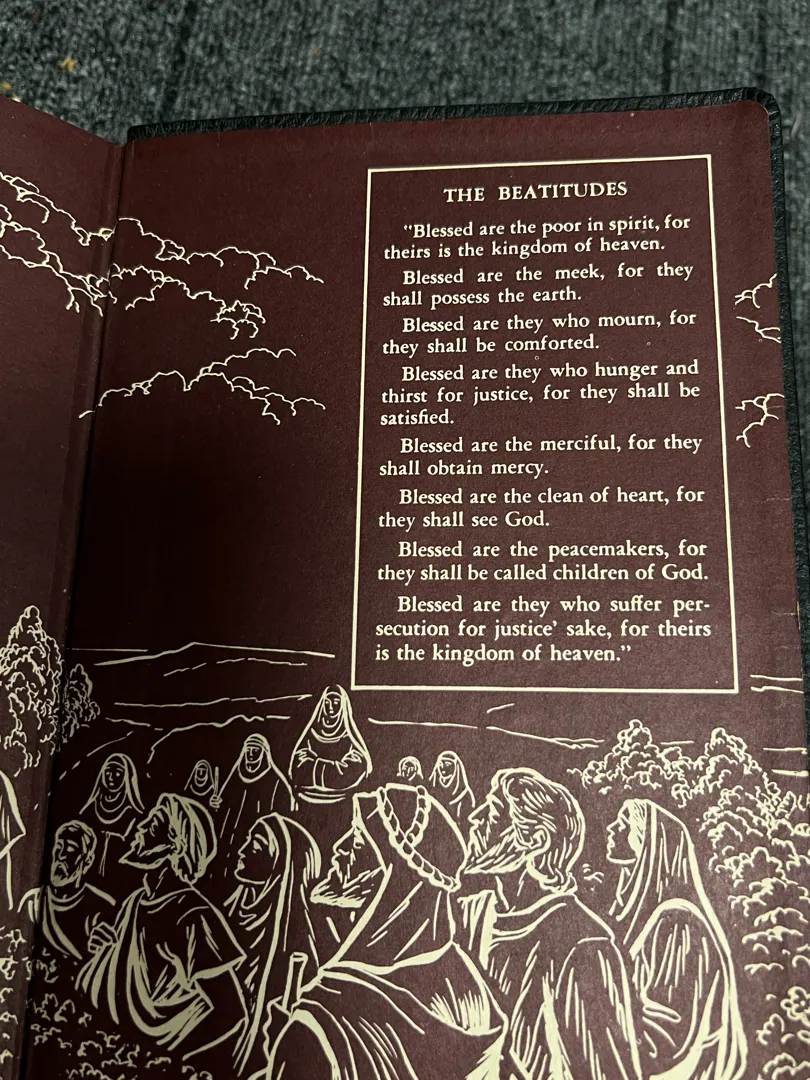 THE BEATITUDES
"Blessed are the poor in spirit, for
theirs is the kingdom of heaven.
Blessed are the meek, for they
shall possess the earth.
Blessed are they who mourn, for
they shall be comforted.
Blessed are they who hunger and
thirst for justice, for they shall be
satisfied.
Blessed are the merciful, for they
shall obtain mercy.
Blessed are the clean of heart, for
they shall see God.
Blessed are the peacemakers, for
they shall be called children of God.
Blessed are they who suffer per-
secution for justice' sake, for theirs
is the kingdom of heaven."